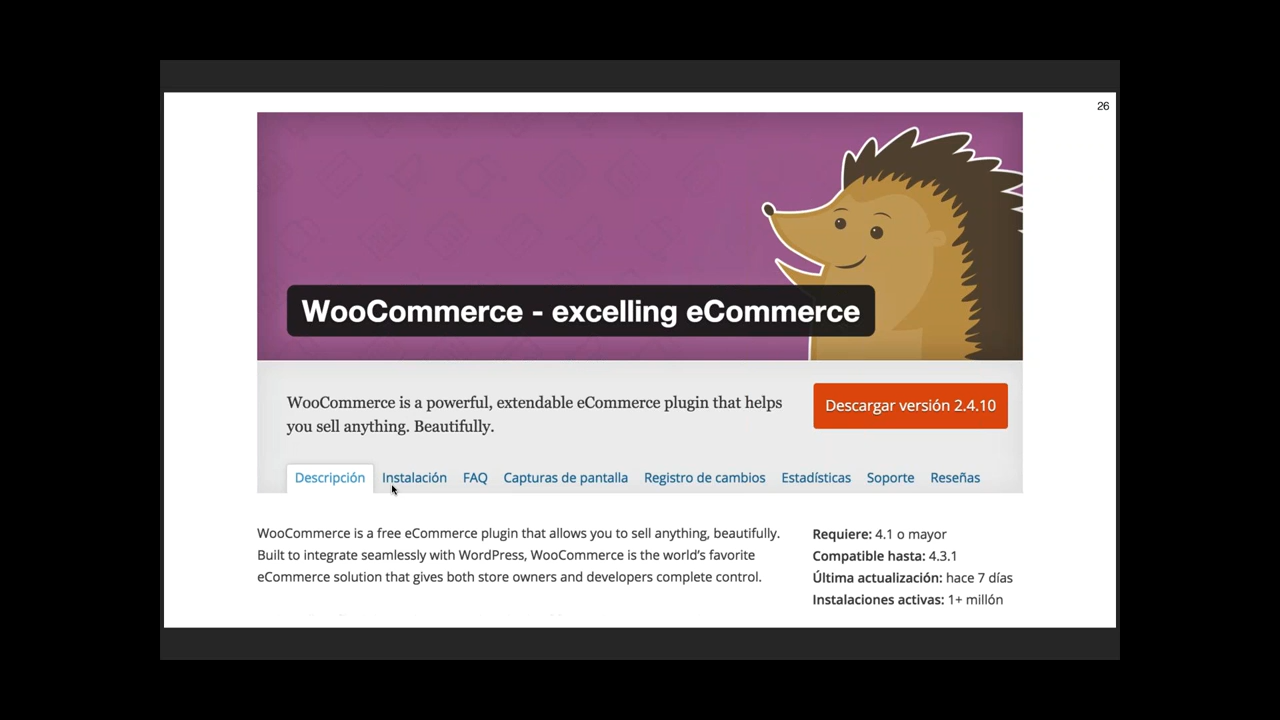 26
WooCommerce - excelling eCommerce
WooCommerce is a powerful, extendable eCommerce plugin that helps
you sell anything. Beautifully.
Descargar versión 2.4.10
Descripción Instalación FAQ Capturas de pantalla Registro de cambios Estadísticas Soporte Reseñas
WooCommerce is a free eCommerce plugin that allows you to sell anything, beautifully.
Built to integrate seamlessly with WordPress, WooCommerce is the world's favorite
eCommerce solution that gives both store owners and developers complete control.
Requiere: 4.1 o mayor
Compatible hasta: 4.3.1
Última actualización: hace 7 días
Instalaciones activas: 1+ millón